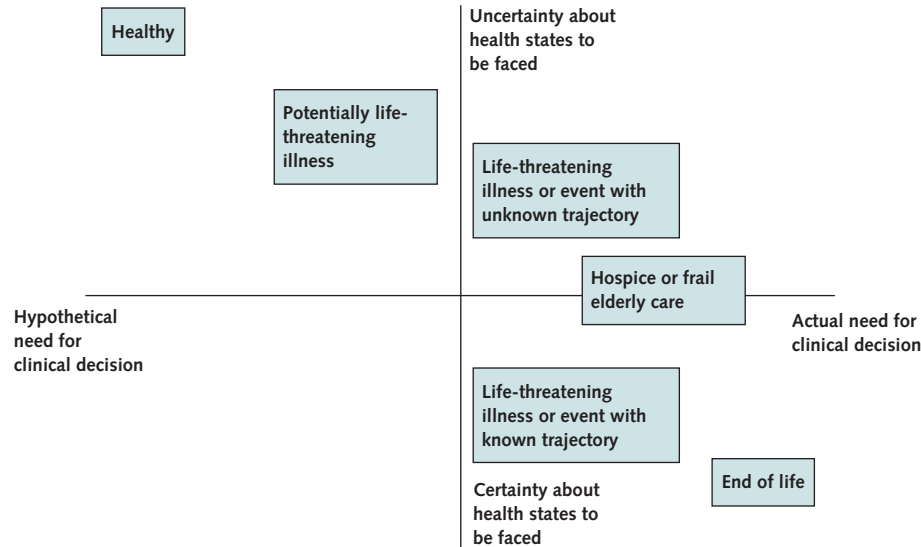 Healthy
Uncertainty about
health states to
be faced
Potentially life-
threatening
illness
Life-threatening
illness or event with
unknown trajectory
Hospice or frail
elderly care
Hypothetical
need for
clinical decision
Actual need for
clinical decision
Life-threatening
illness or event with
known trajectory
End of life
Certainty about
health states to
be faced